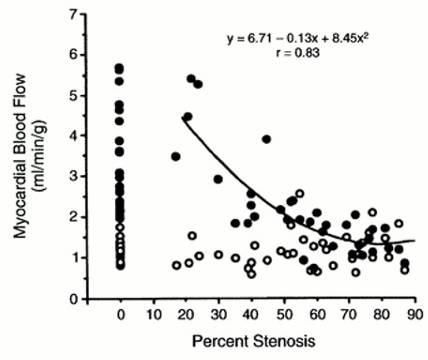 7
y = 6.71 – 0.13x + 8.45x²
r = 0.83
6
5
4
3
2
1
0
Myocardial Blood Flow
(ml/min/g)
0 10 20 30 40 50 60 70 80 90
Percent Stenosis